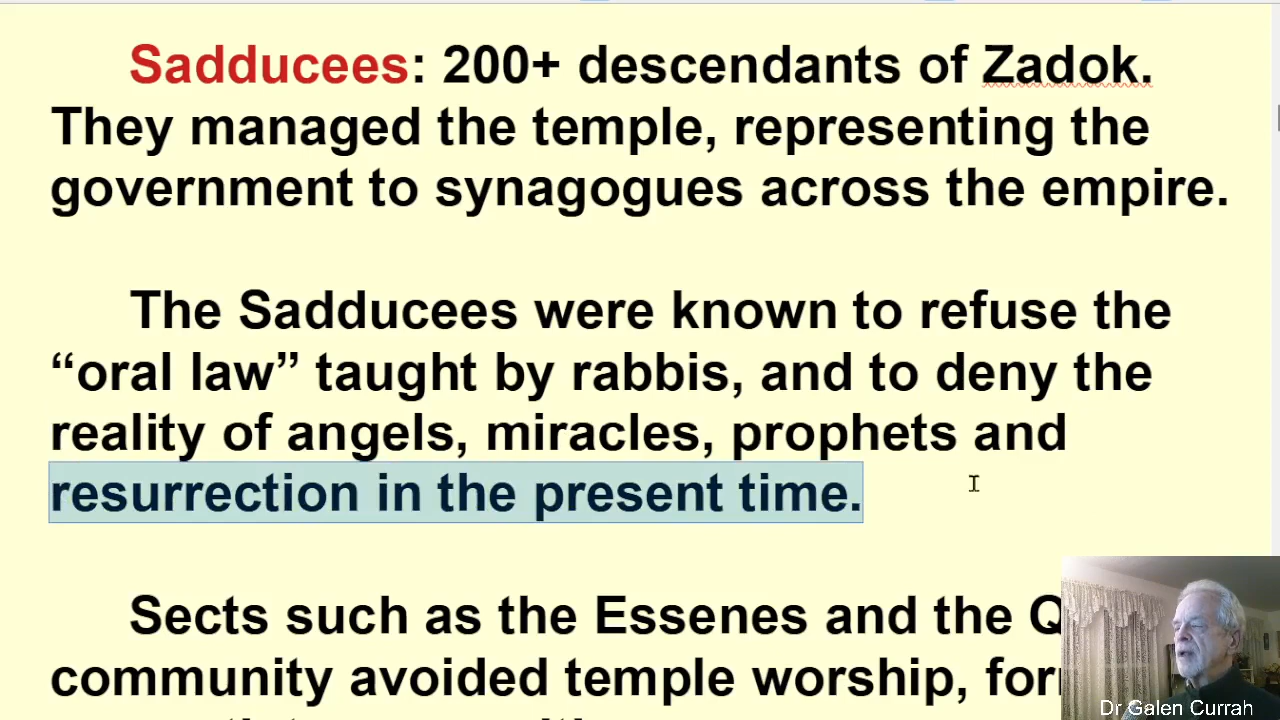 Sadducees: 200+ descendants of Zadok.
They managed the temple, representing the
government to synagogues across the empire.
The Sadducees were known to refuse the
“oral law” taught by rabbis, and to deny the
reality of angels, miracles, prophets and
resurrection in the present time.
Sects such as the Essenes and the
community avoided temple worship,
Dr Galen Currah